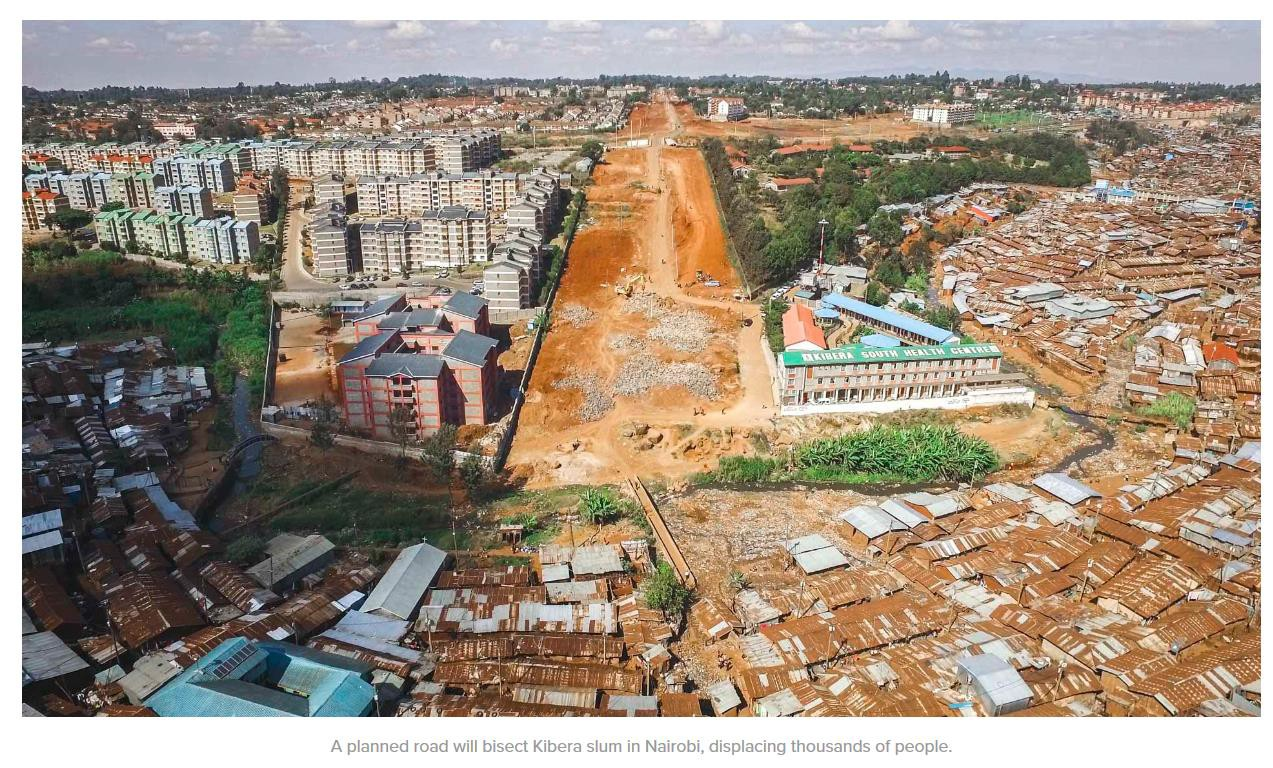 KIBERA SOUTH HEALTH CENTRE
A planned road will bisect Kibera slum in Nairobi, displacing thousands of people.